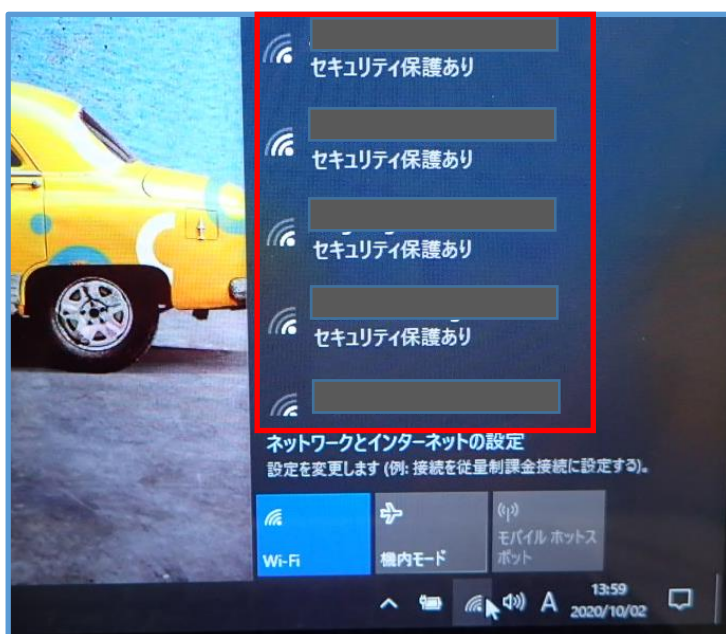 セキュリティ保護あり
セキュリティ保護あり
セキュリティ保護あり
セキュリティ保護あり
ネットワークとインターネットの設定
設定を変更します (例: 接続を従量制課金接続に設定する)。
Wi-Fi
機内モード
モバイル ホットス
ポット
A
13:59
2020/10/02